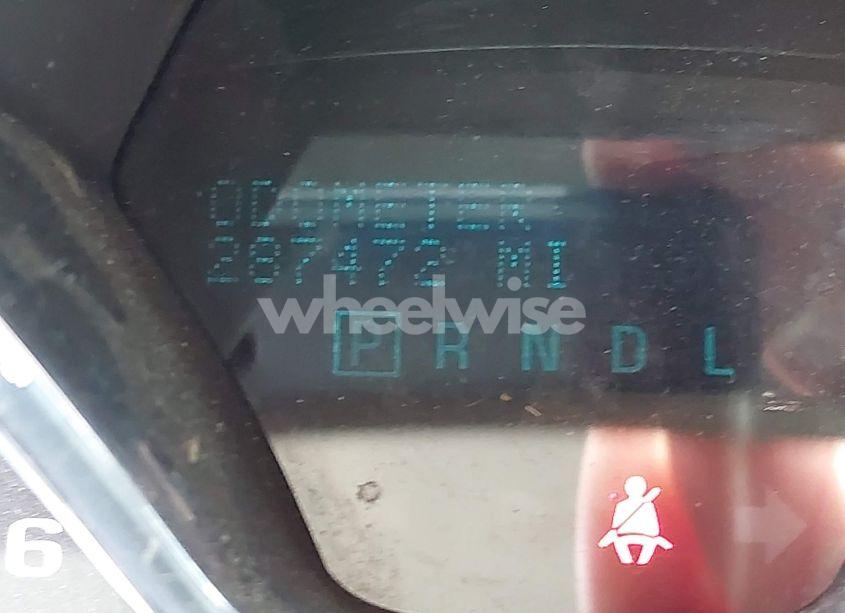 ODOMETER
287472 MI
wheelwise
P R N D L
6